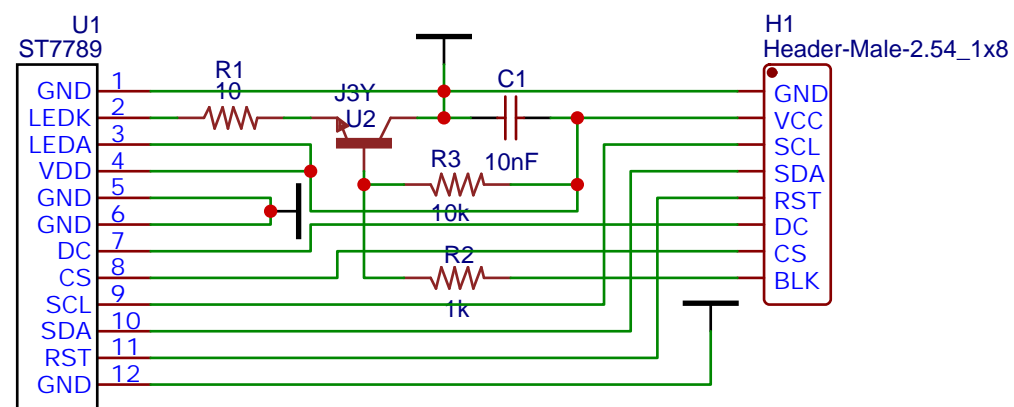 U1
ST7789
H1
Header-Male-2.54_1x8
GND 1
LEDK 2
LEDA 3
VDD 4
GND 5
GND 6
DC 7
CS 8
SCL 9
SDA 10
RST 11
GND 12
R1
10
J3Y
U2
C1
10nF
R3
10k
R2
1k
GND
VCC
SCL
SDA
RST
DC
CS
BLK